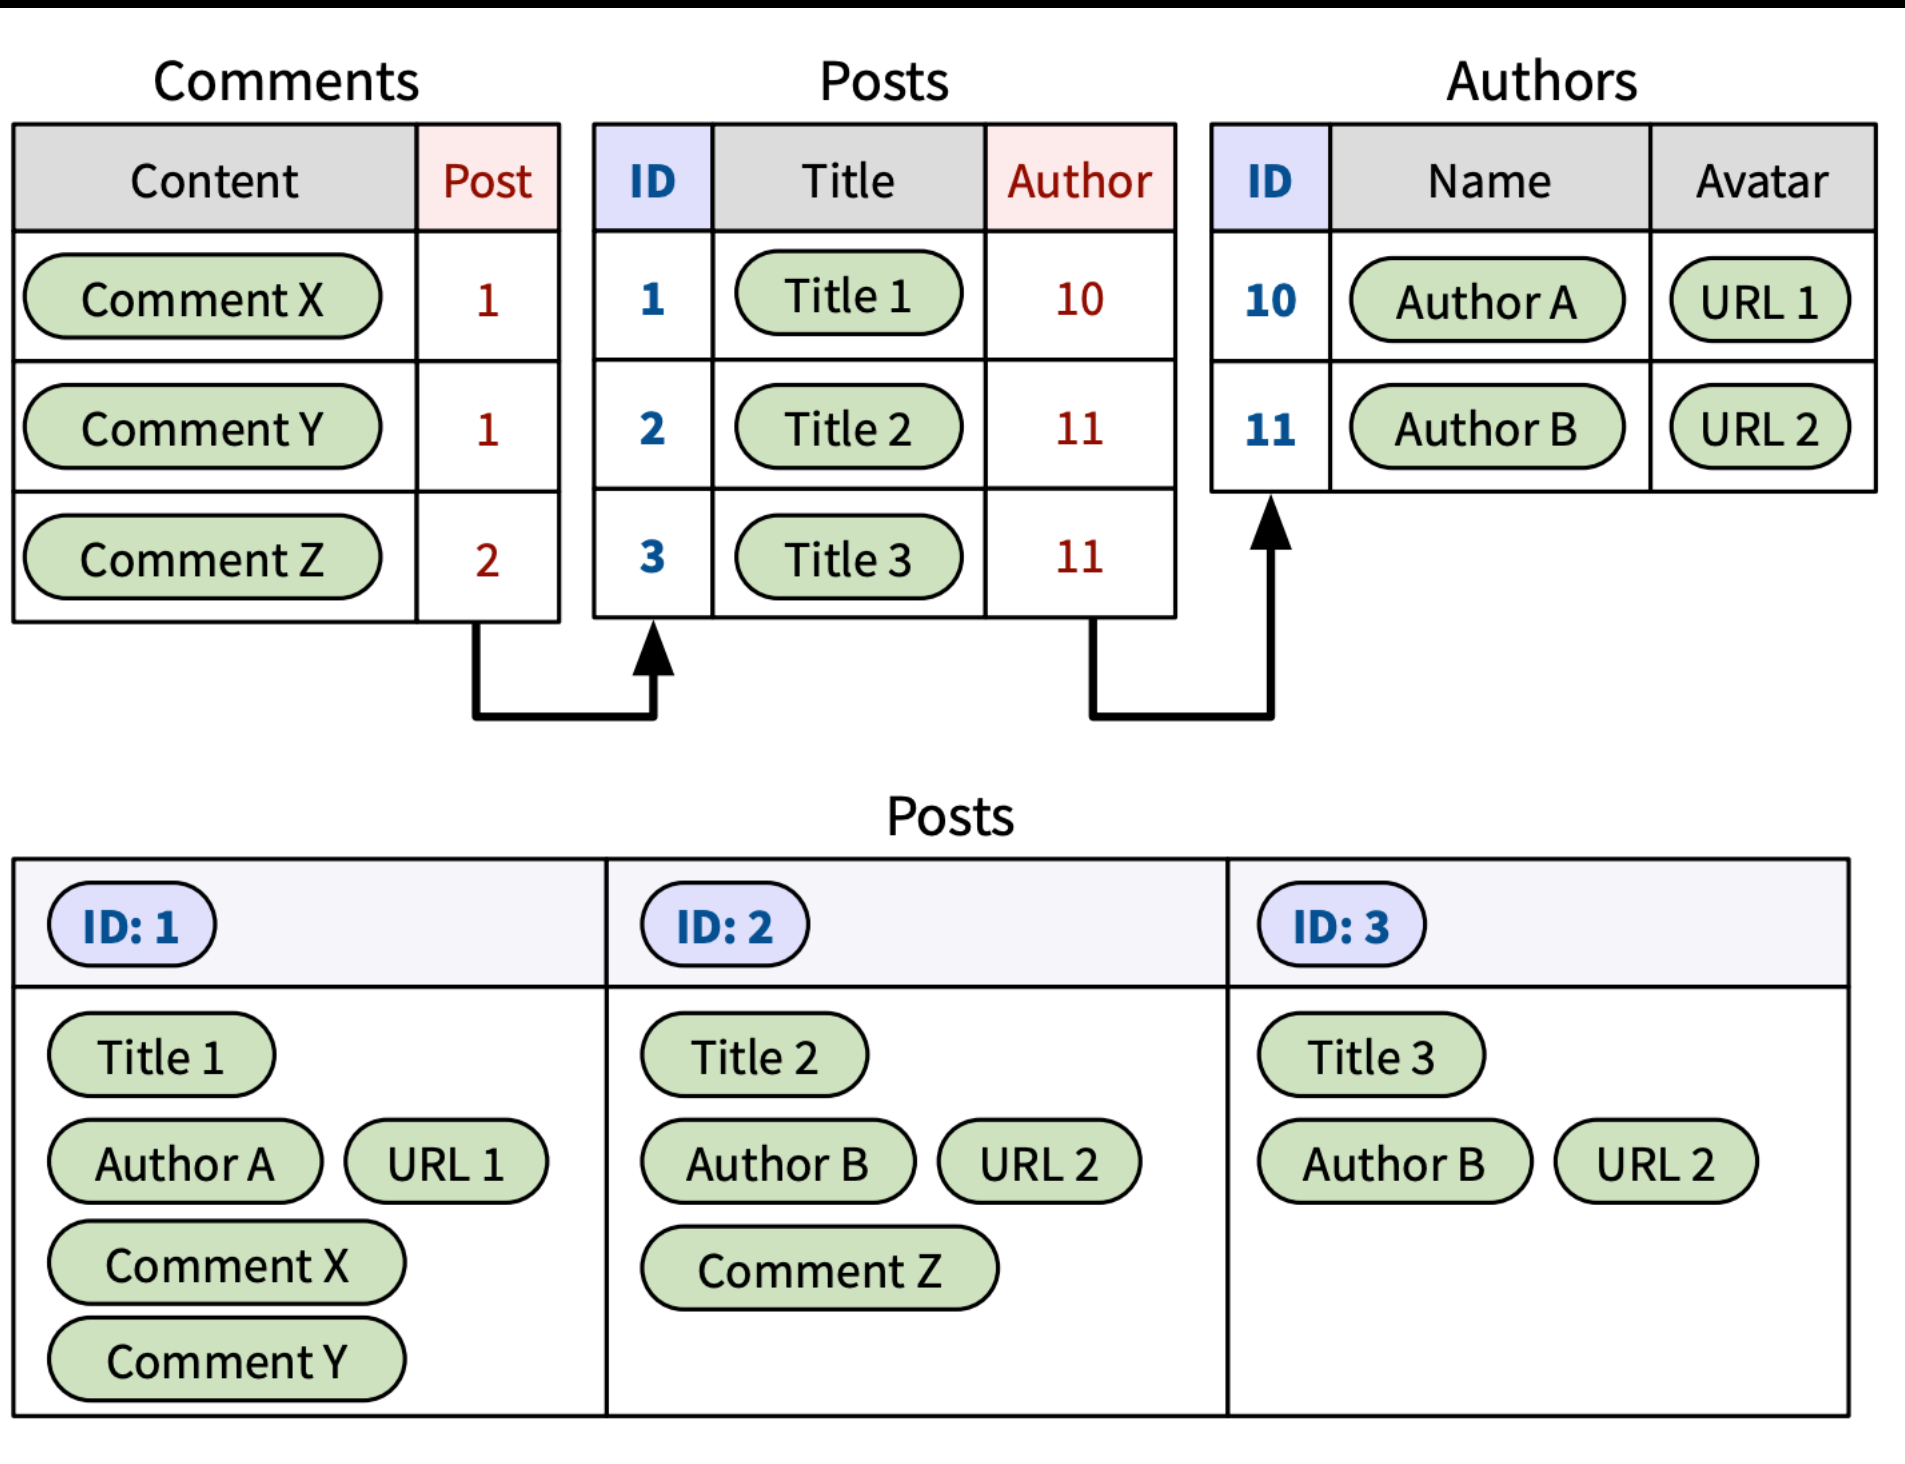 Comments Posts Authors
Content Post ID Title Author ID Name Avatar
Comment X 1 1 Title 1 10 10 Author A URL 1
Comment Y 1 2 Title 2 11 11 Author B URL 2
Comment Z 2 3 Title 3 11
Posts
ID: 1 ID: 2 ID: 3
Title 1 Title 2 Title 3
Author A URL 1 Author B URL 2 Author B URL 2
Comment X Comment Z
Comment Y